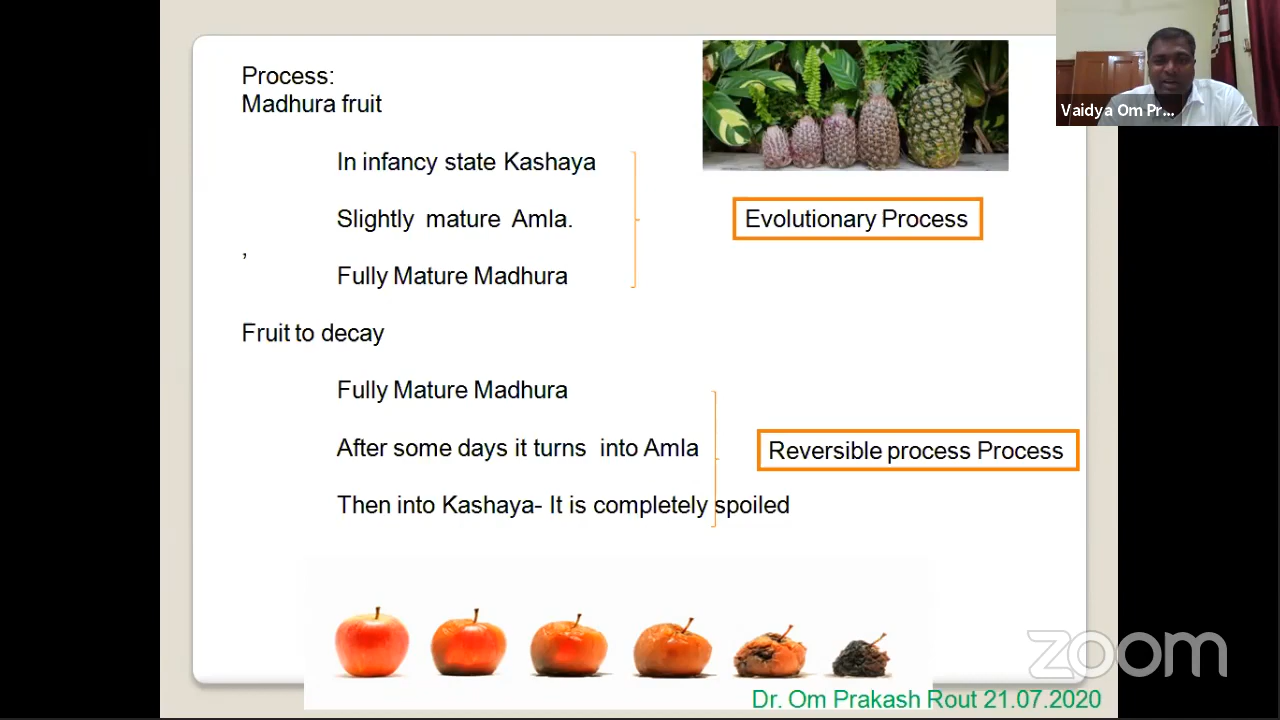 Process:
Madhura fruit
In infancy state Kashaya
Slightly mature Amla.
,
Fully Mature Madhura
Evolutionary Process
Fruit to decay
Fully Mature Madhura
After some days it turns into Amla
Then into Kashaya- It is completely spoiled
Reversible process Process
Vaidya Om Pr...
zoom
Dr. Om Prakash Rout 21.07.2020